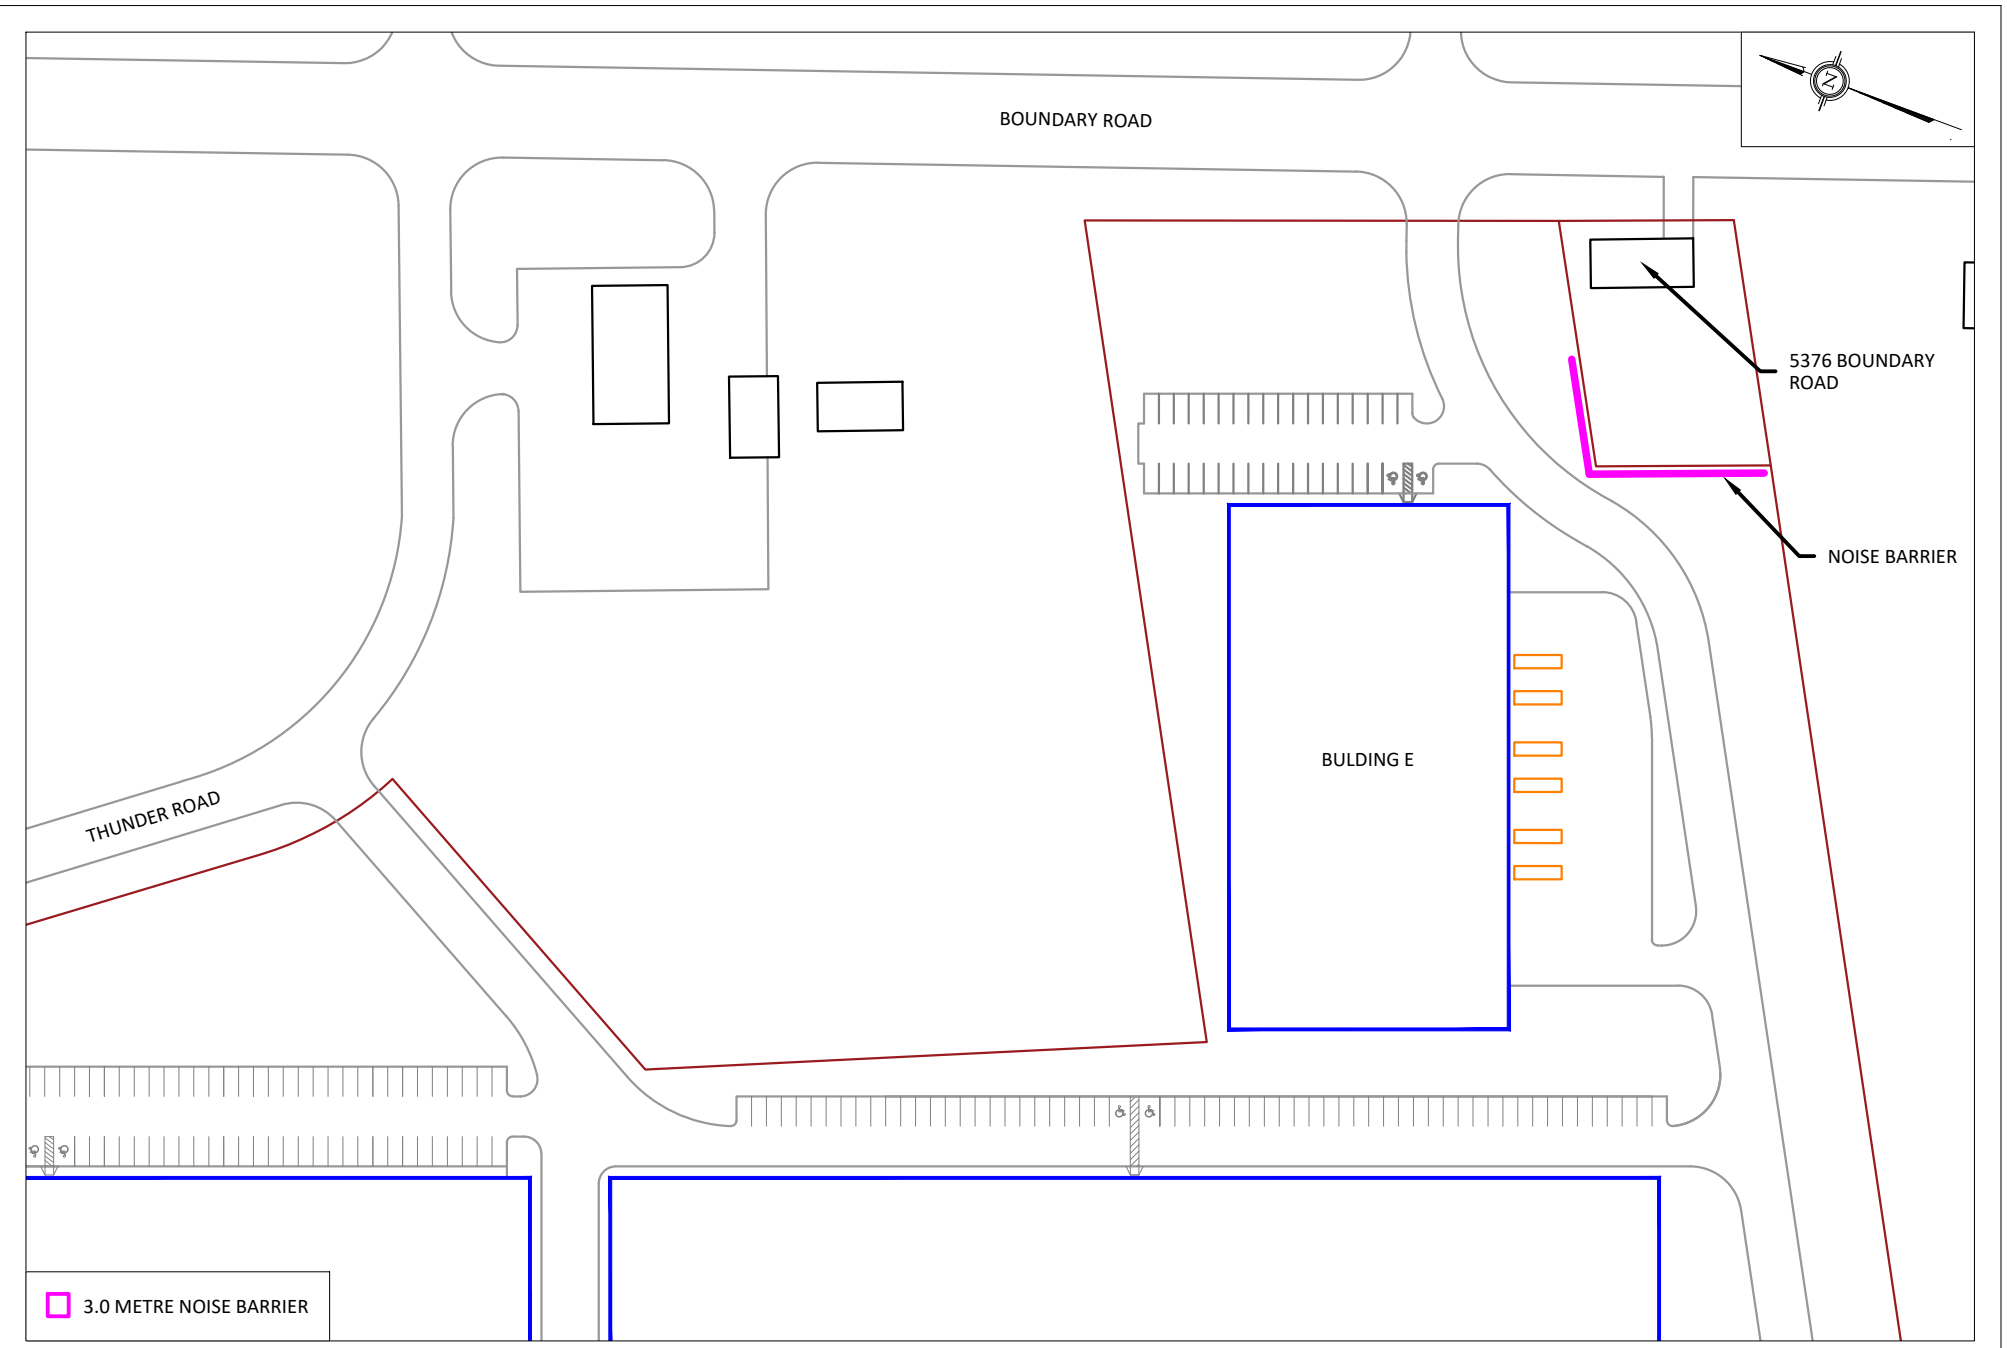 BOUNDARY ROAD
N
5376 BOUNDARY
ROAD
NOISE BARRIER
BULDING E
THUNDER ROAD
3.0 METRE NOISE BARRIER